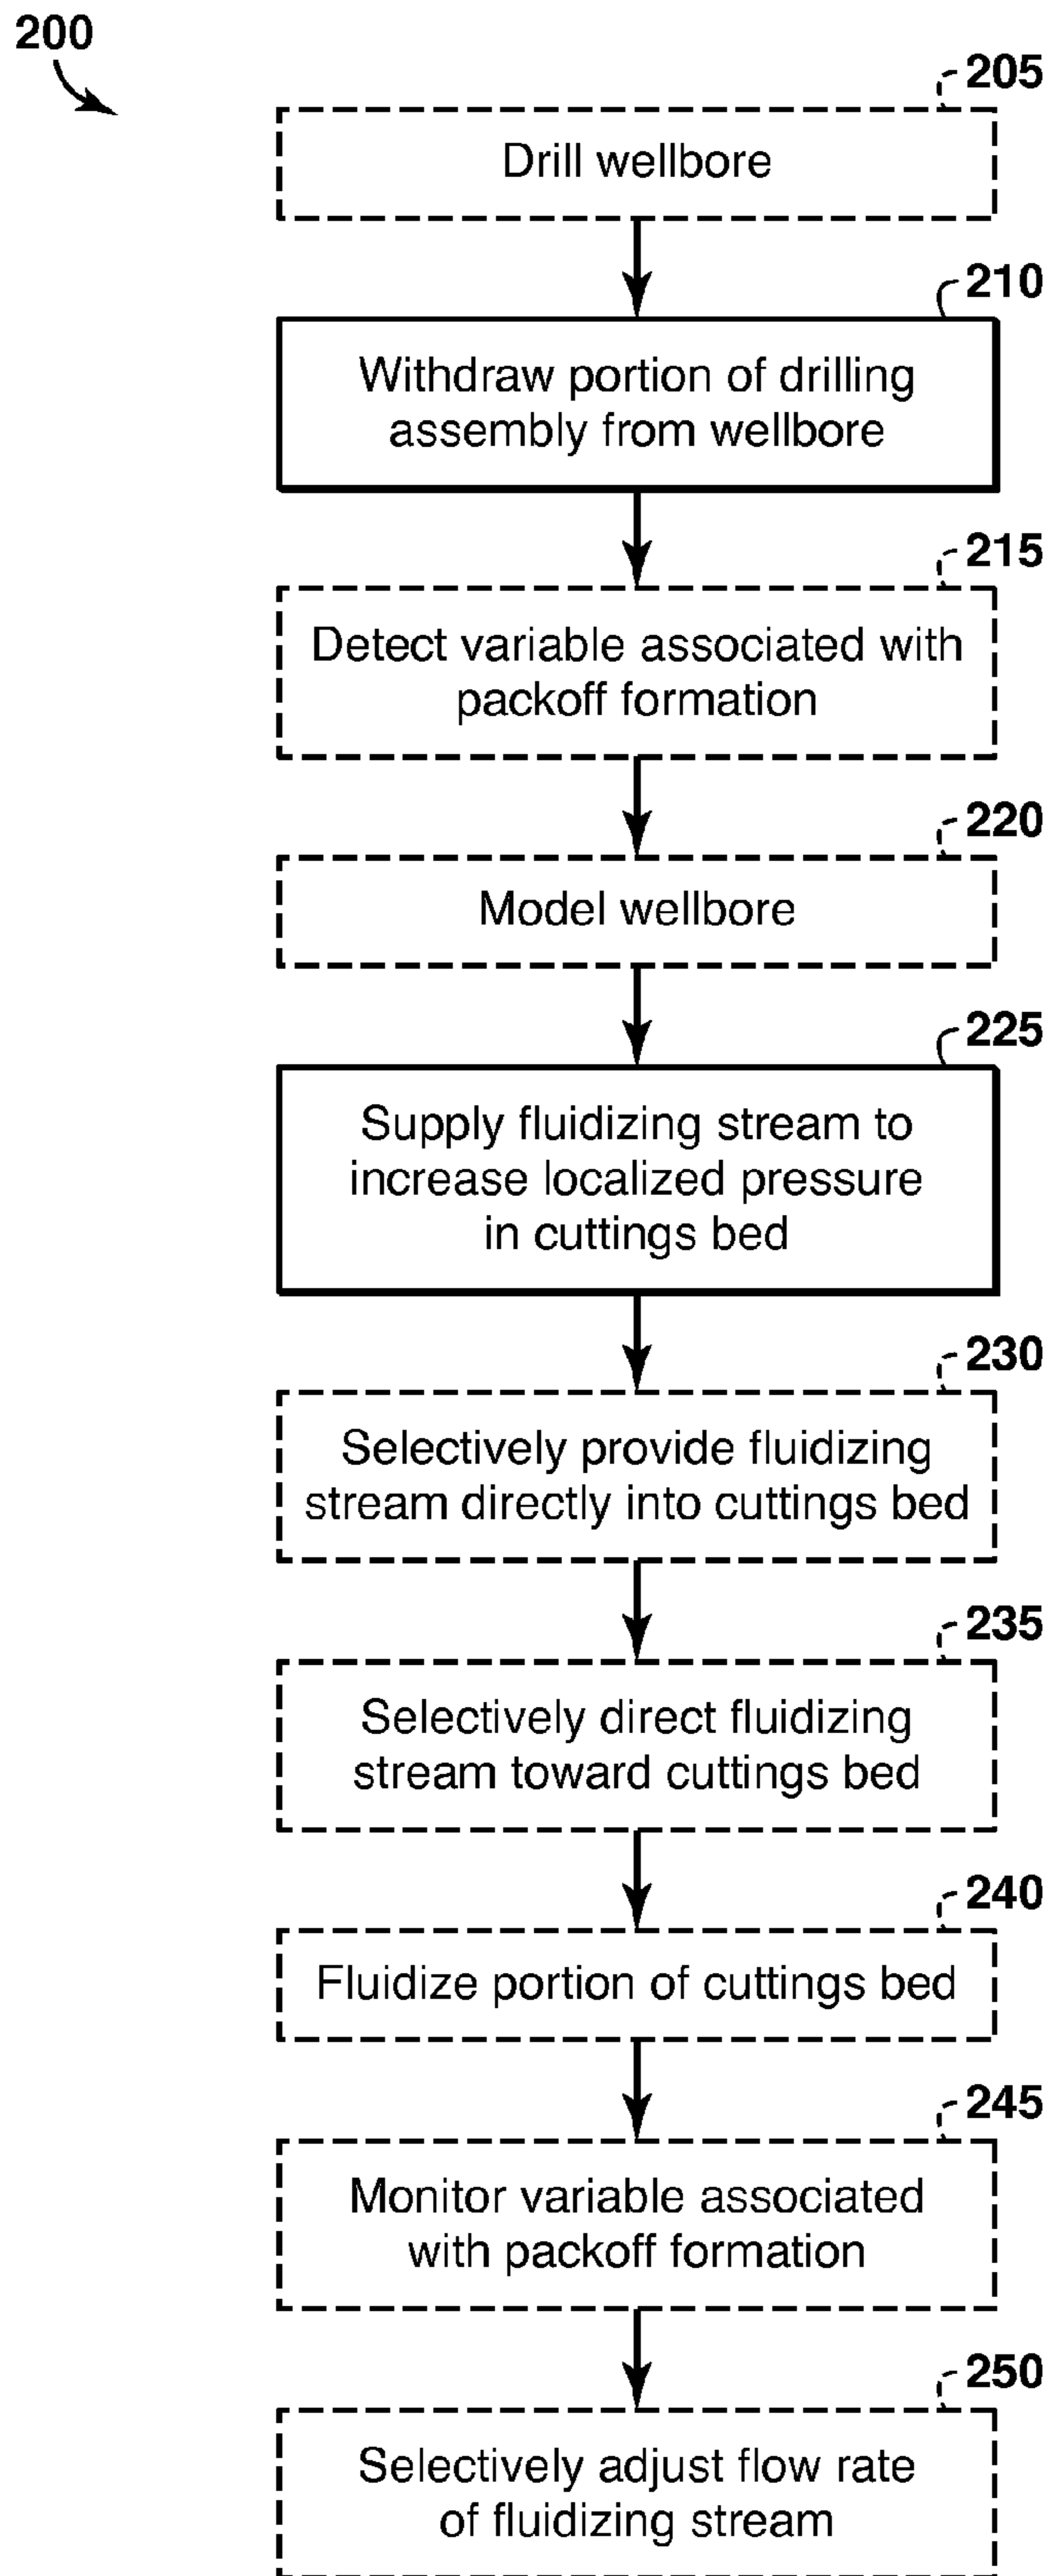 200
205
Drill wellbore
210
Withdraw portion of drilling
assembly from wellbore
215
Detect variable associated with
packoff formation
220
Model wellbore
225
Supply fluidizing stream to
increase localized pressure
in cuttings bed
230
Selectively provide fluidizing
stream directly into cuttings bed
235
Selectively direct fluidizing
stream toward cuttings bed
240
Fluidize portion of cuttings bed
245
Monitor variable associated
with packoff formation
250
Selectively adjust flow rate
of fluidizing stream